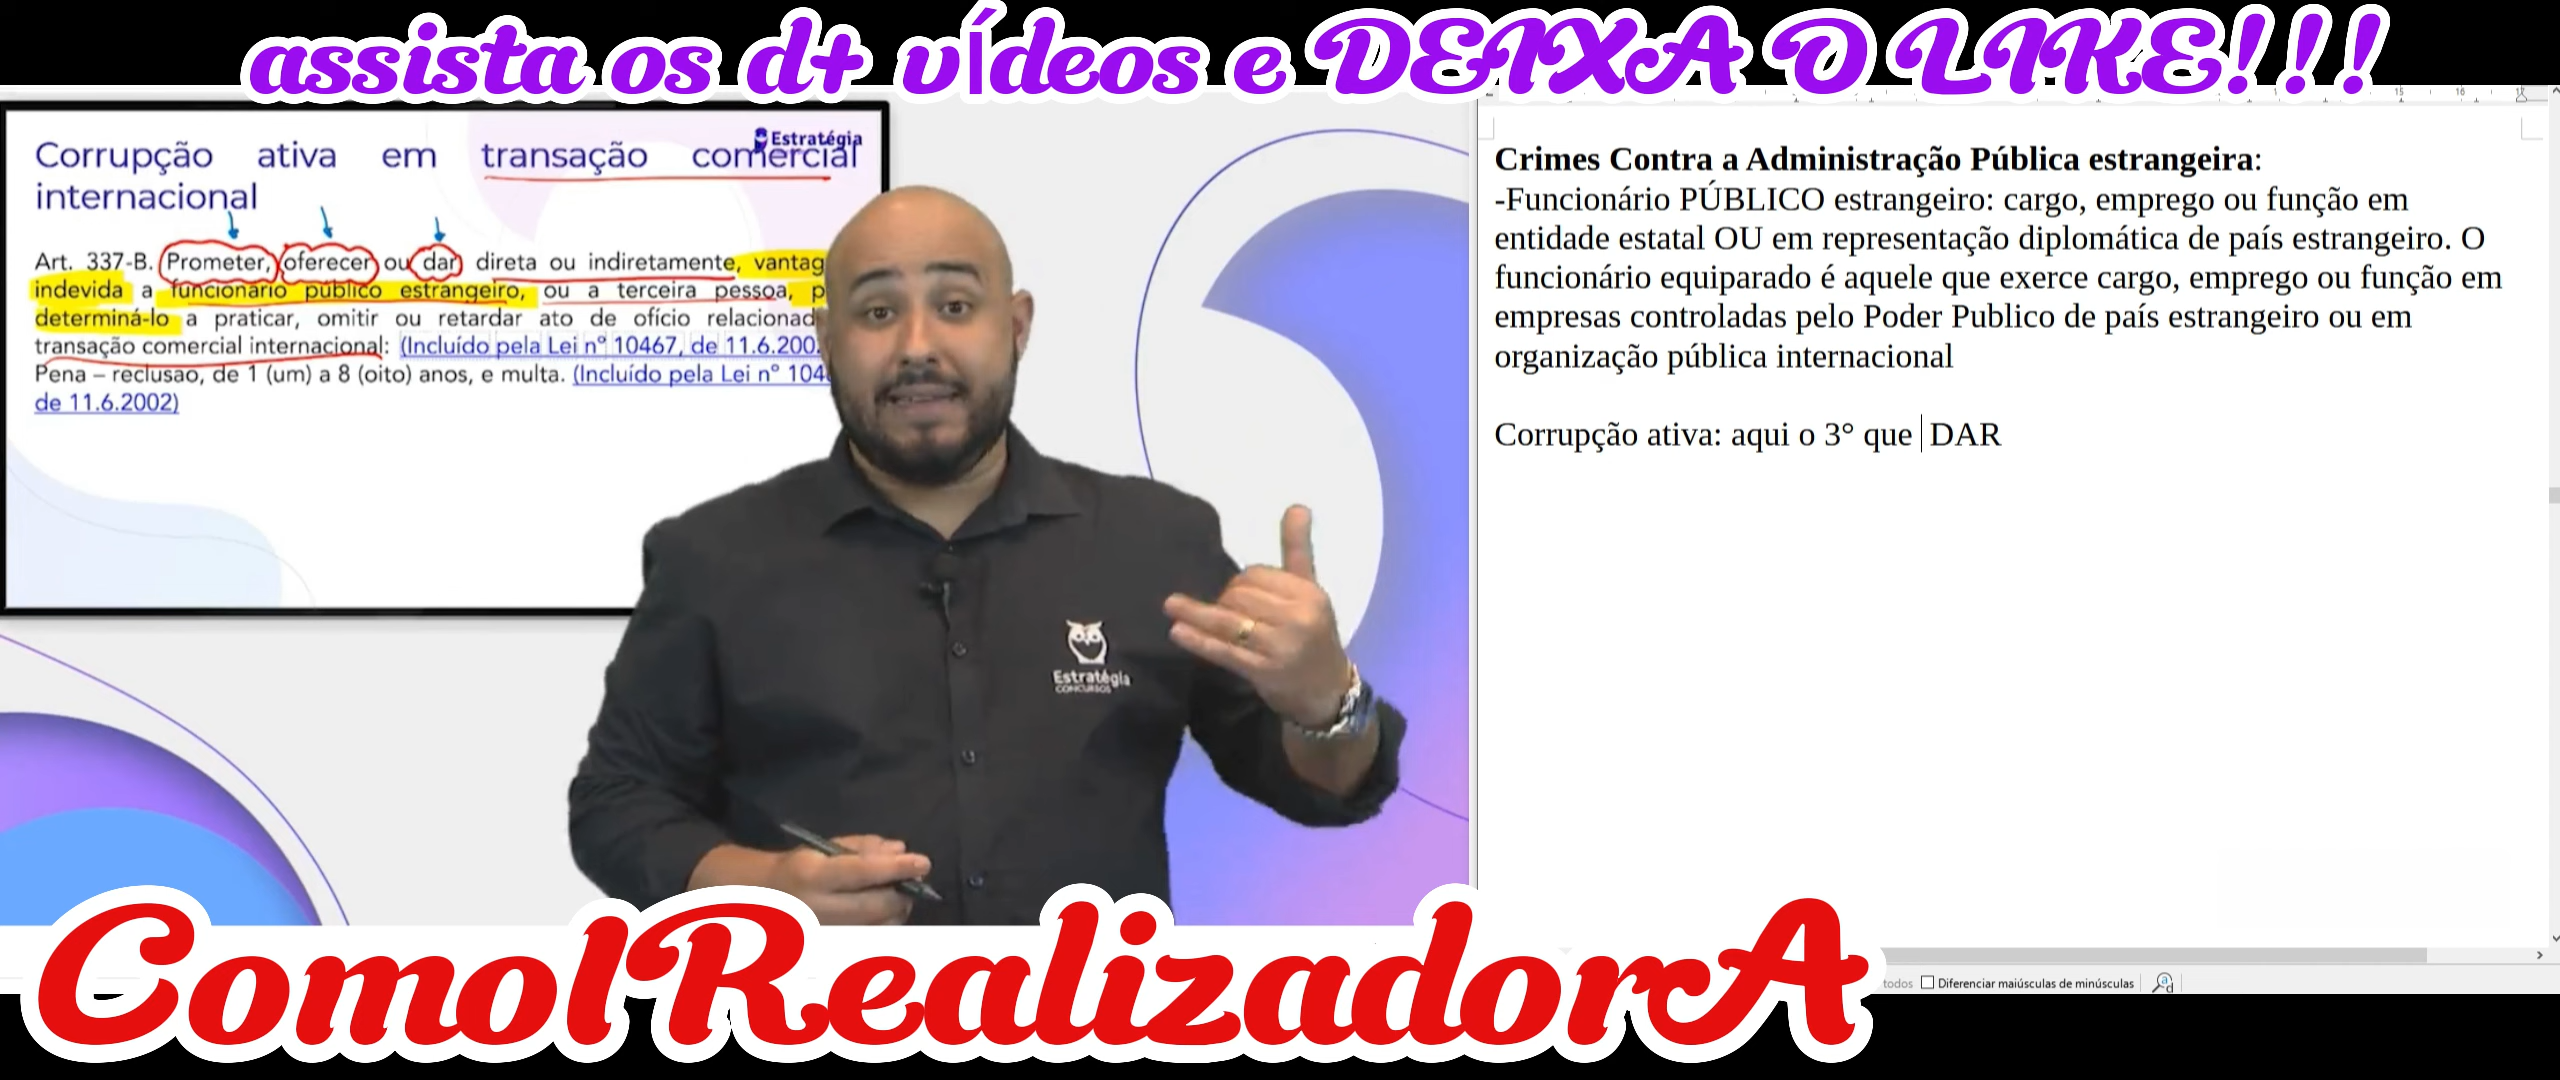 assista os d+ vídeos e DEIXA O LIKE!!!
Estratégia
Corrupção ativa em transação comercial
internacional
Art. 337-B. Prometer, oferecer ou dar direta ou indiretamente, vantag
indevida a funcionário público estrangeiro, ou a terceira pessoa, p
determiná-lo a praticar, omitir ou retardar ato de ofício relacionad
transação comercial internacional: (Incluído pela Lei nº 10467, de 11.6.200
Pena – reclusão, de 1 (um) a 8 (oito) anos, e multa. (Incluído pela Lei nº 104
de 11.6.2002)
Estratégia
CONCURSOS
15 16
Crimes Contra a Administração Pública estrangeira:
-Funcionário PÚBLICO estrangeiro: cargo, emprego ou função em
entidade estatal OU em representação diplomática de país estrangeiro. O
funcionário equiparado é aquele que exerce cargo, emprego ou função em
empresas controladas pelo Poder Publico de país estrangeiro ou em
organização pública internacional
Corrupção ativa: aqui o 3° que DAR
todos Diferenciar maiúsculas de minúsculas
ComolRealizadorA